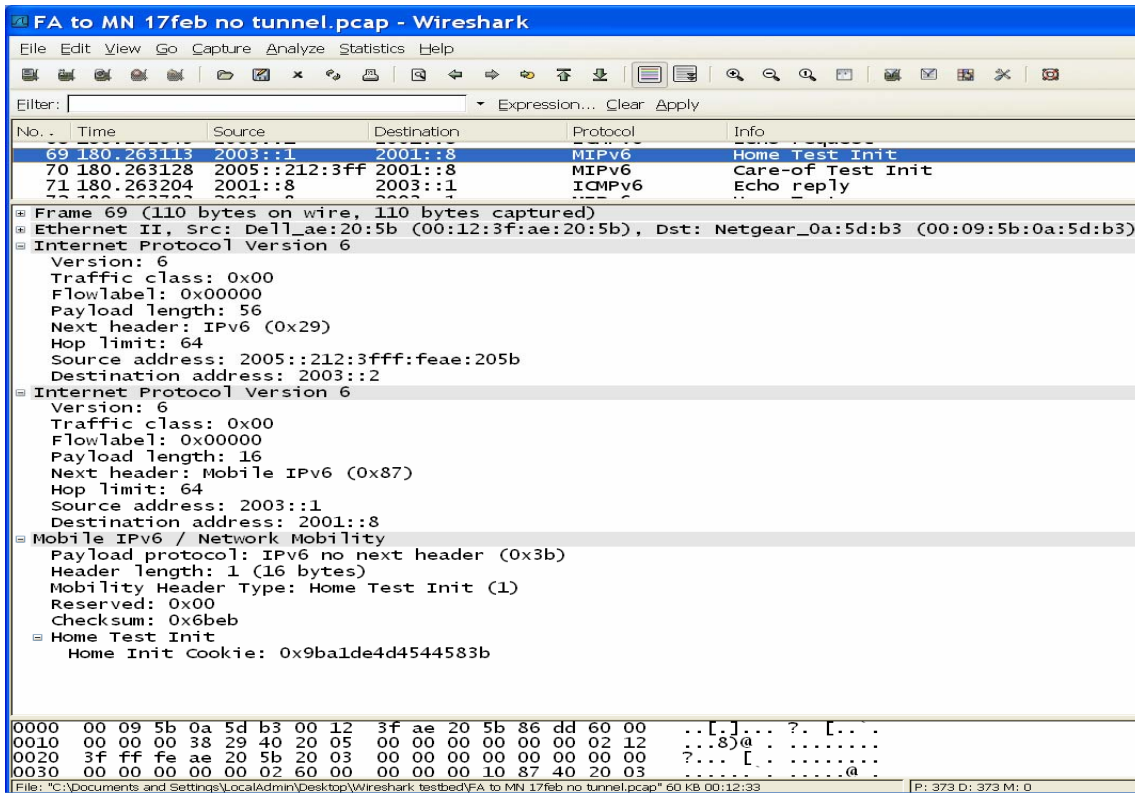 FA to MN 17feb no tunnel.pcap - Wireshark
File Edit View Go Capture Analyze Statistics Help
Filter: Expression... Clear Apply
No. . Time Source Destination Protocol Info
69 180.263113 2003::1 2001::8 MIPv6 Home Test Init
70 180.263128 2005::212:3fff 2001::8 MIPv6 Care-of Test Init
71 180.263204 2001::8 2003::1 ICMPv6 Echo reply
Frame 69 (110 bytes on wire, 110 bytes captured)
Ethernet II, Src: Dell_ae:20:5b (00:12:3f:ae:20:5b), Dst: Netgear_0a:5d:b3 (00:09:5b:0a:5d:b3)
Internet Protocol Version 6
Version: 6
Traffic class: 0x00
Flowlabel: 0x00000
Payload length: 56
Next header: IPv6 (0x29)
Hop limit: 64
Source address: 2005::212:3fff:feae:205b
Destination address: 2003::2
Internet Protocol Version 6
Version: 6
Traffic class: 0x00
Flowlabel: 0x00000
Payload length: 16
Next header: Mobile IPv6 (0x87)
Hop limit: 64
Source address: 2003::1
Destination address: 2001::8
Mobile IPv6 / Network Mobility
Payload protocol: IPv6 no next header (0x3b)
Header length: 1 (16 bytes)
Mobility Header Type: Home Test Init (1)
Reserved: 0x00
Checksum: 0x6beb
Home Test Init
Home Init Cookie: 0x9ba1de4d4544583b
0000 00 09 5b 0a 5d b3 00 12 3f ae 20 5b 86 dd 60 00 ..[.]... ?. [..`.
0010 00 00 00 38 29 40 20 05 00 00 00 00 00 00 02 12 ...8)@ . ........
0020 3f ff fe ae 20 5b 20 03 00 00 00 00 00 00 00 00 ?... [ . ........
0030 00 00 00 00 00 02 60 00 00 00 00 10 87 40 20 03 ......`. .....@ .
File: "C:\Documents and Settings\LocalAdmin\Desktop\Wireshark testbed\FA to MN 17feb no tunnel.pcap" 60 KB 00:12:33 P: 373 D: 373 M: 0